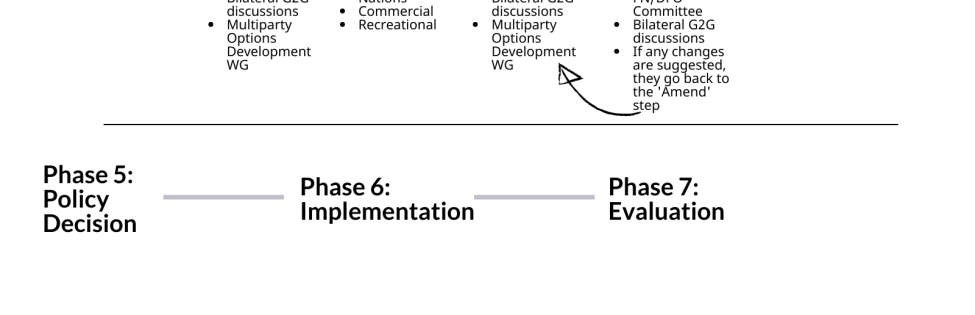 discussions
• Multiparty
Options
Development
WG
• Commercial
• Recreational
discussions
• Multiparty
Options
Development
WG
Committee
• Bilateral G2G
discussions
• If any changes
are suggested,
they go back to
the 'Amend'
step
Phase 5:
Policy
Decision
Phase 6:
Implementation
Phase 7:
Evaluation